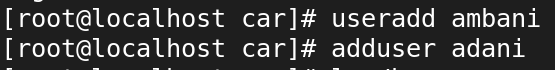 [root@localhost car]# useradd ambani
[root@localhost car]# adduser adani